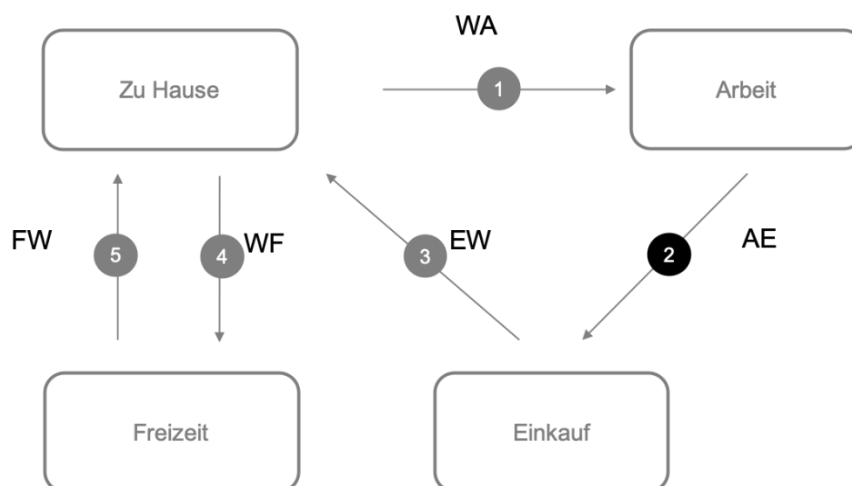 WA
Zu Hause
1
Arbeit
FW
5
4
WF
3
EW
2
AE
Freizeit
Einkauf